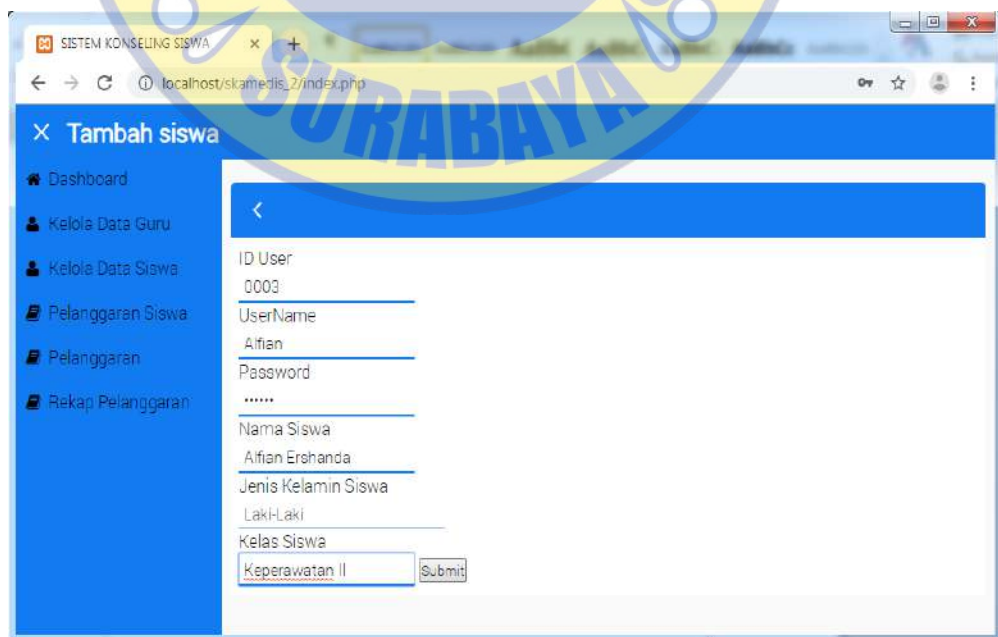 SISTEM KONSELING SISWA
localhost/skamedis_2/index.php
SURABAYA
Tambah siswa
Dashboard
Kelola Data Guru
Kelola Data Siswa
Pelanggaran Siswa
Pelanggaran
Rekap Pelanggaran
ID User
0003
UserName
Alfian
Password
••••••
Nama Siswa
Alfian Ershanda
Jenis Kelamin Siswa
Laki-Laki
Kelas Siswa
Keperawatan II
Submit